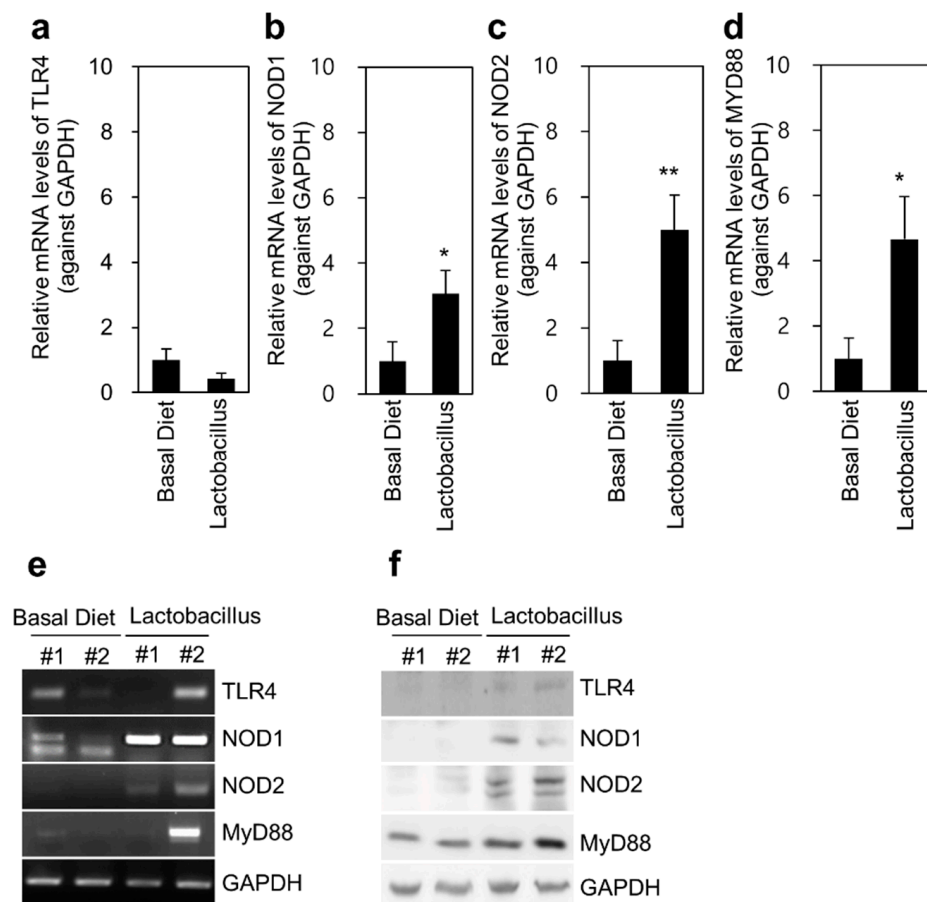 a
Relative mRNA levels of TLR4
(against GAPDH)
10
8
6
4
2
0
Basal Diet
Lactobacillus
b
Relative mRNA levels of NOD1
(against GAPDH)
10
8
6
4
2
0
*
Basal Diet
Lactobacillus
c
Relative mRNA levels of NOD2
(against GAPDH)
10
8
6
4
2
0
**
Basal Diet
Lactobacillus
d
Relative mRNA levels of MYD88
(against GAPDH)
10
8
6
4
2
0
*
Basal Diet
Lactobacillus
e
Basal Diet Lactobacillus
#1 #2 #1 #2
TLR4
NOD1
NOD2
MyD88
GAPDH
f
Basal Diet Lactobacillus
#1 #2 #1 #2
TLR4
NOD1
NOD2
MyD88
GAPDH